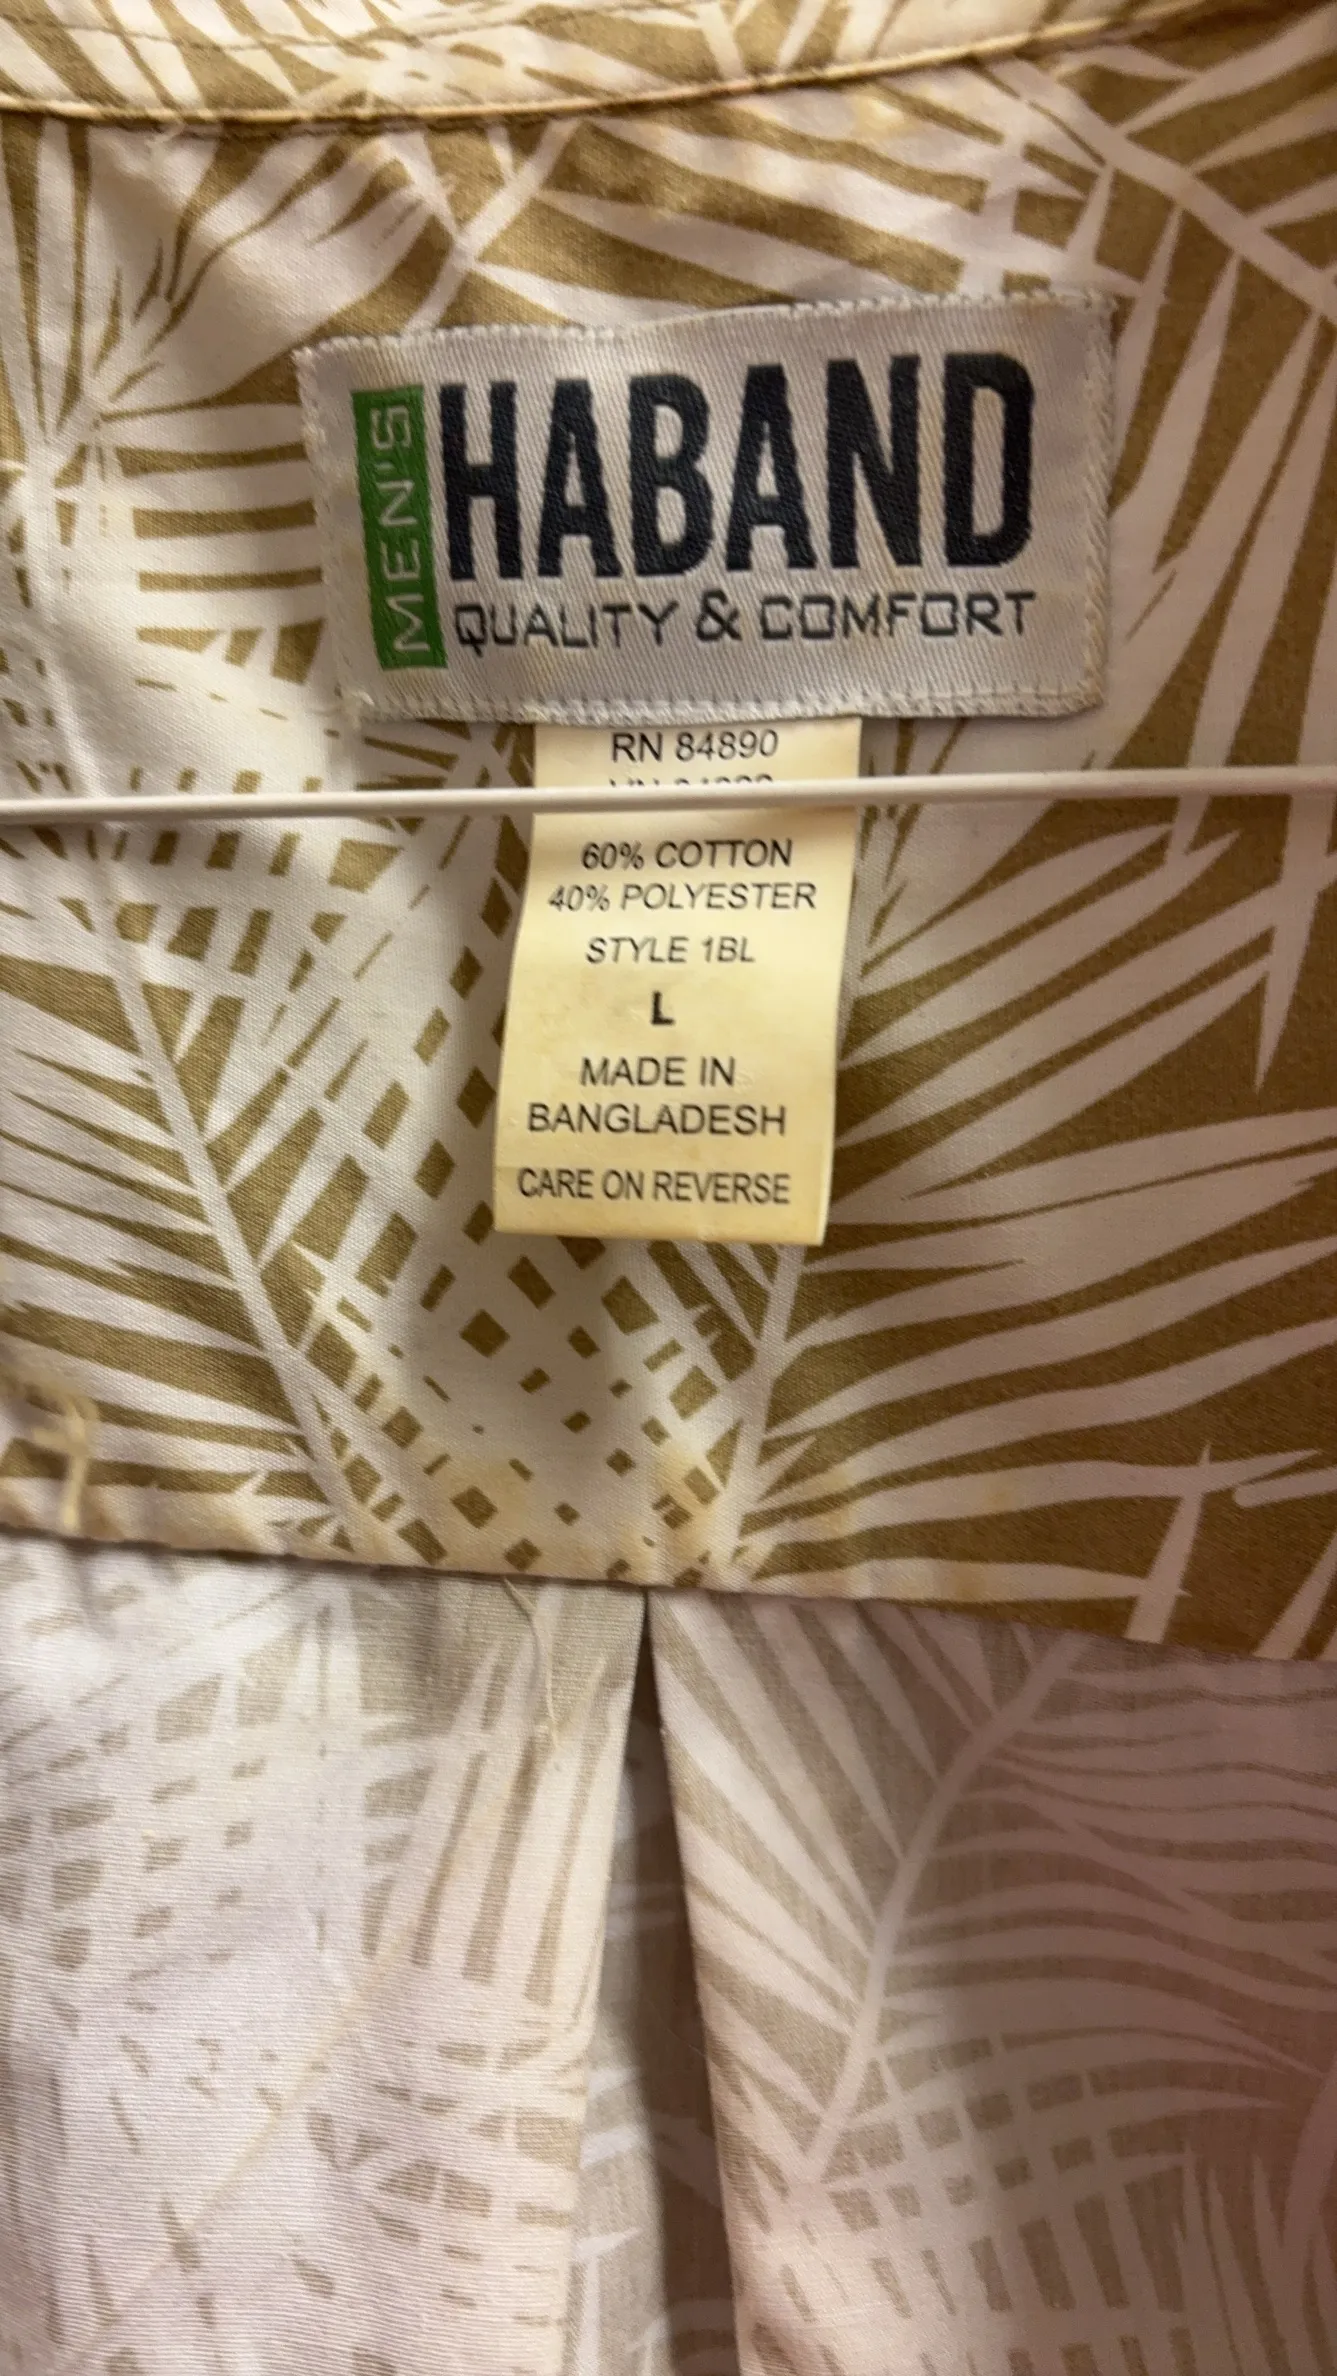 MEN'S
HABAND
QUALITY & COMFORT
RN 84890
60% COTTON
40% POLYESTER
STYLE 1BL
L
MADE IN
BANGLADESH
CARE ON REVERSE